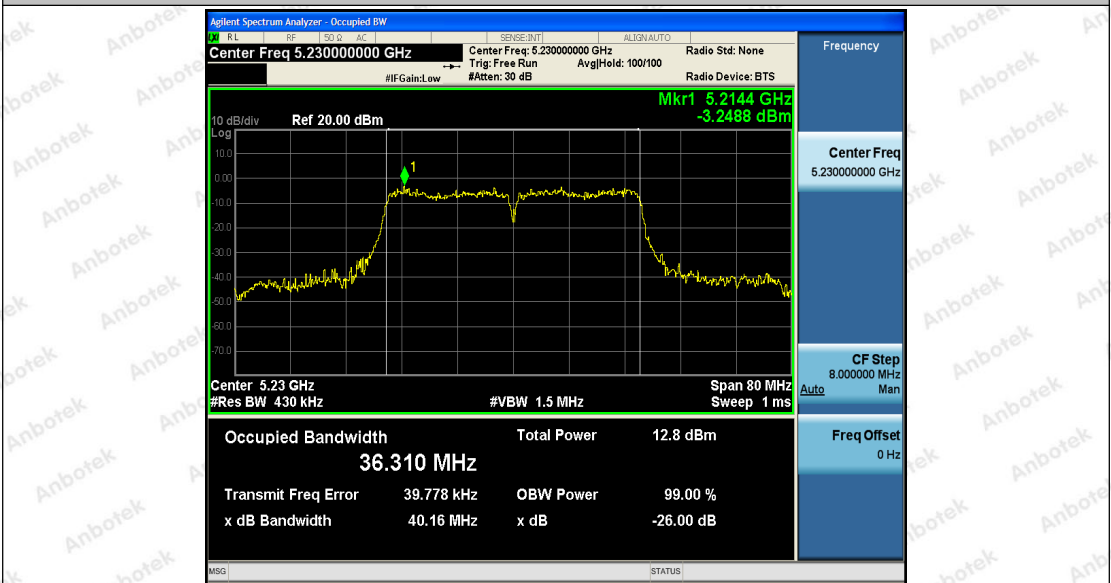 Agilent Spectrum Analyzer - Occupied BW
LXI RL RF 50 Ω AC SENSE:INT ALIGN AUTO
Center Freq 5.230000000 GHz
Center Freq: 5.230000000 GHz
Radio Std: None
Trig: Free Run Avg|Hold: 100/100
#IFGain:Low #Atten: 30 dB Radio Device: BTS
Mkr1 5.2144 GHz
-3.2488 dBm
10 dB/div Ref 20.00 dBm
Log
10.0
0.00
-10.0
-20.0
-30.0
-40.0
-50.0
-60.0
-70.0
1
Center 5.23 GHz Span 80 MHz
#Res BW 430 kHz #VBW 1.5 MHz Sweep 1 ms
Occupied Bandwidth Total Power 12.8 dBm
36.310 MHz
Transmit Freq Error 39.778 kHz OBW Power 99.00 %
x dB Bandwidth 40.16 MHz x dB -26.00 dB
MSG STATUS
Frequency
Center Freq
5.230000000 GHz
CF Step
8.000000 MHz
Auto Man
Freq Offset
0 Hz
Anbotek